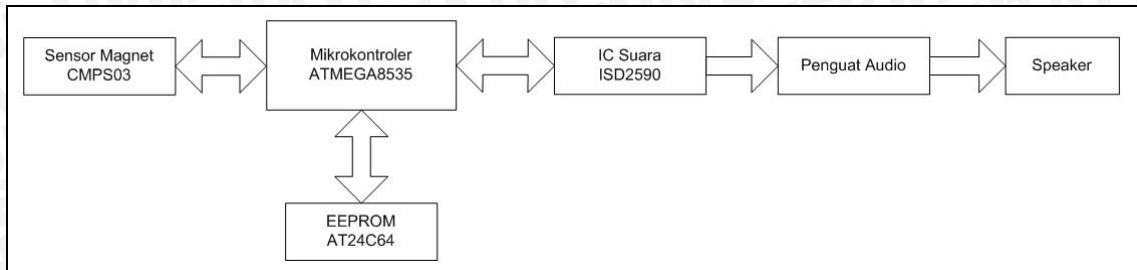 Sensor Magnet
CMPS03
Mikrokontroler
ATMEGA8535
IC Suara
ISD2590
Penguat Audio
Speaker
EEPROM
AT24C64